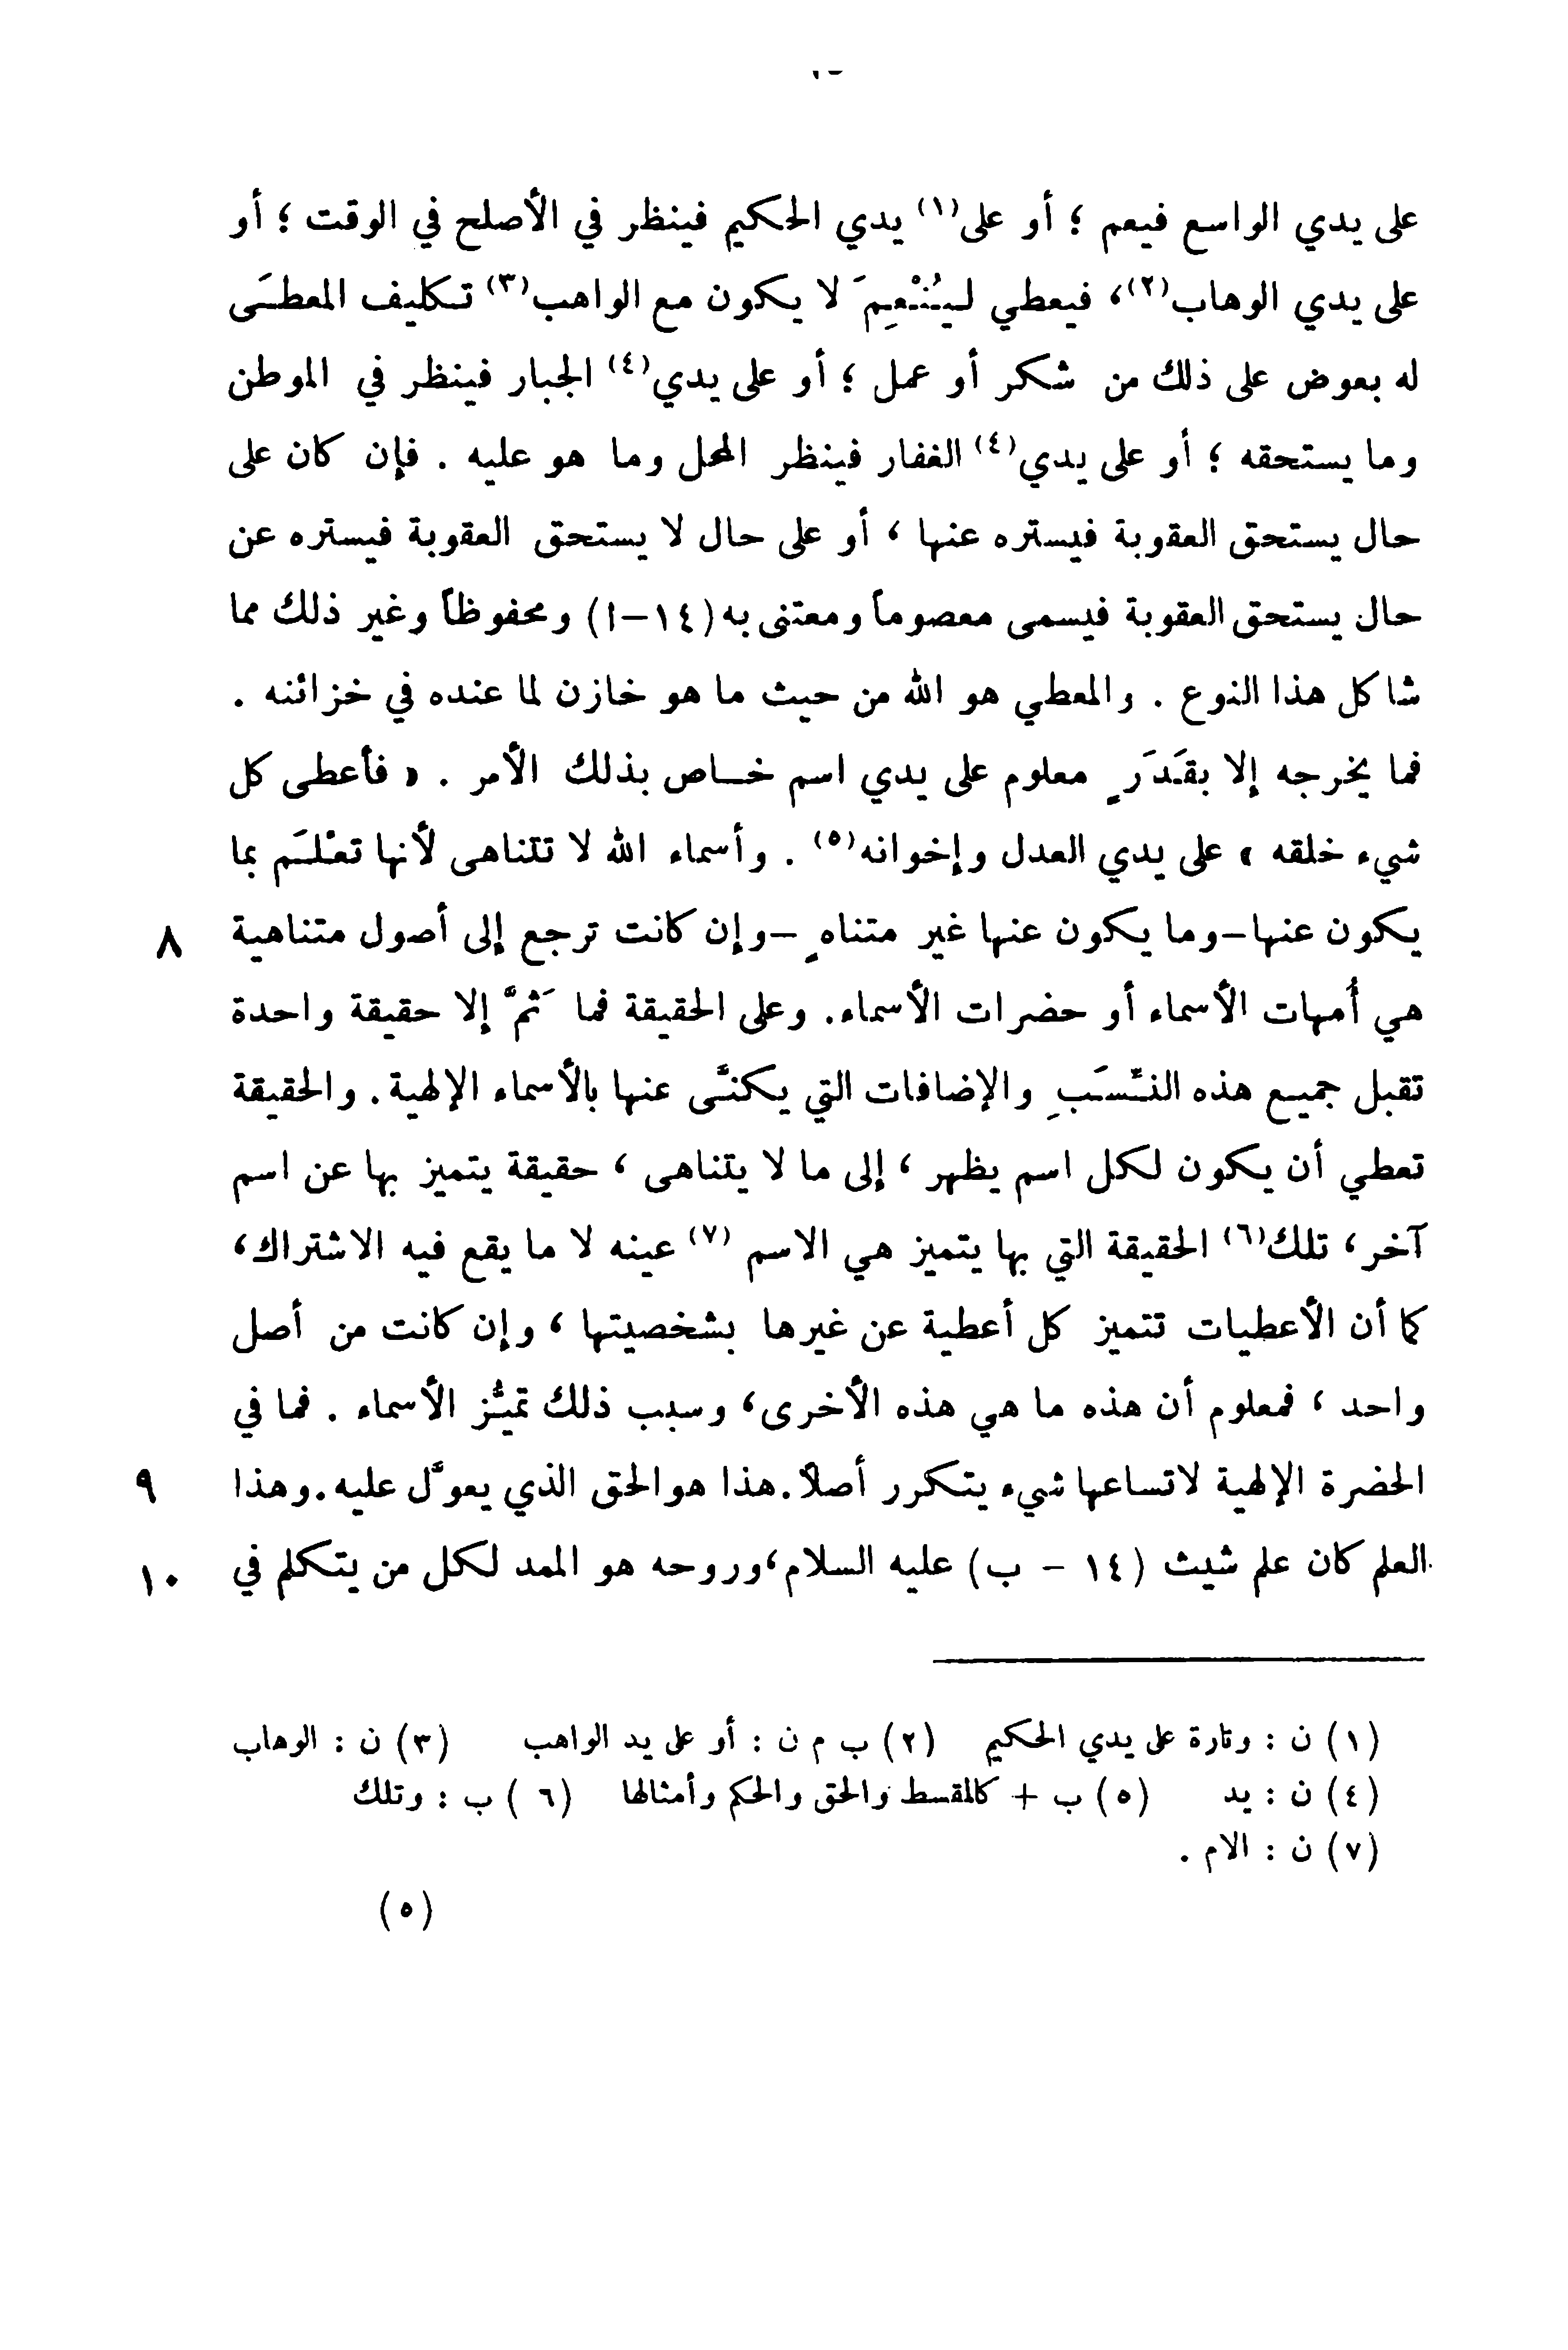 على يدي الواسع فيعم ؛ أو على(١) يدي الحكيم فينظر في الأصلح في الوقت ؛ أو
على يدي الوهاب(٢)، فيعطي لِيُنْعِمَ لا يكون مع الواهب(٣) تكليف المعطَى
له بعوض على ذلك من شكر أو عمل ؛ أو على يدي(٤) الجبار فينظر في الموطن
وما يستحقه ؛ أو على يدي(٤) الغفار فينظر المحل وما هو عليه . فإن كان على
حال يستحق العقوبة فيستره عنها ، أو على حال لا يستحق العقوبة فيستره عن
حال يستحق العقوبة فيسمى معصوماً ومعتنى به (١٤-ا) ومحفوظاً وغير ذلك مما
شاكل هذا النوع . والمعطي هو الله من حيث ما هو خازن لما عنده في خزائنه .
فما يخرجه إلا بقَدَرٍ معلوم على يدي اسم خاص بذلك الأمر . « فأعطى كل
شيء خلقه » على يدي العدل وإخوانه(٥) . وأسماء الله لا تتناهى لأنها تعْلَم بما
يكون عنها-وما يكون عنها غير متناهٍ-وإن كانت ترجع إلى أصول متناهية ٨
هي أُمهات الأسماء أو حضرات الأسماء. وعلى الحقيقة فما ثَمَّ إلا حقيقة واحدة
تقبل جميع هذه النِّسَبِ والإضافات التي يكنَّى عنها بالأسماء الإلهية. والحقيقة
تعطي أن يكون لكل اسم يظهر ، إلى ما لا يتناهى ، حقيقة يتميز بها عن اسم
آخر، تلك(٦) الحقيقة التي بها يتميز هي الاسم (٧) عينه لا ما يقع فيه الاشتراك،
كما أن الأعطيات تتميز كل أعطية عن غيرها بشخصيتها ، وإن كانت من أصل
واحد ، فمعلوم أن هذه ما هي هذه الأخرى، وسبب ذلك تميُّز الأسماء . فما في
الحضرة الإلهية لاتساعها شيء يتكرر أصلًا.هذا هوالحق الذي يعوَّل عليه.وهذا ٩
العلم كان علم شيث (١٤ - ب) عليه السلام،وروحه هو الممد لكل من يتكلم في ١٠
(١) ن : وتارة على يدي الحكيم (٢) ب م ن : أو على يد الواهب (٣) ن : الوهاب
(٤) ن : يد (٥) ب + كالمقسط والحق والحكم وأمثالها (٦) ب : وتلك
(٧) ن : الام .
(٥)